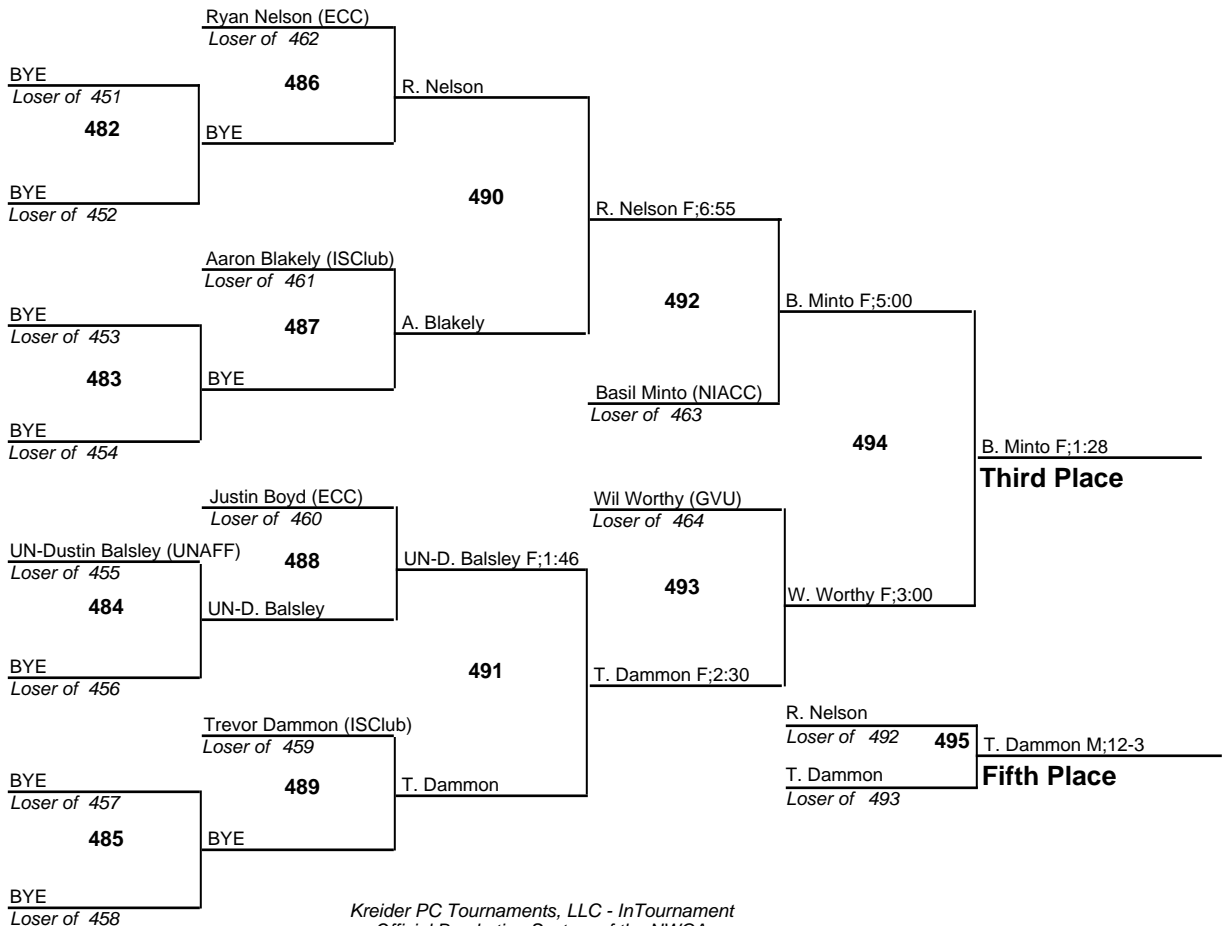 Ryan Nelson (ECC)
Loser of 462
BYE
Loser of 451
486
R. Nelson
482
BYE
BYE
Loser of 452
490
R. Nelson F;6:55
Aaron Blakely (ISClub)
Loser of 461
BYE
Loser of 453
487
A. Blakely
492
B. Minto F;5:00
483
BYE
Basil Minto (NIACC)
Loser of 463
BYE
Loser of 454
494
B. Minto F;1:28
Third Place
Justin Boyd (ECC)
Loser of 460
Wil Worthy (GVU)
Loser of 464
UN-Dustin Balsley (UNAFF)
Loser of 455
488
UN-D. Balsley F;1:46
493
W. Worthy F;3:00
484
UN-D. Balsley
BYE
Loser of 456
491
T. Dammon F;2:30
Trevor Dammon (ISClub)
Loser of 459
R. Nelson
Loser of 492
495
T. Dammon M;12-3
Fifth Place
BYE
Loser of 457
489
T. Dammon
T. Dammon
Loser of 493
485
BYE
BYE
Loser of 458
Kreider PC Tournaments, LLC - InTournament